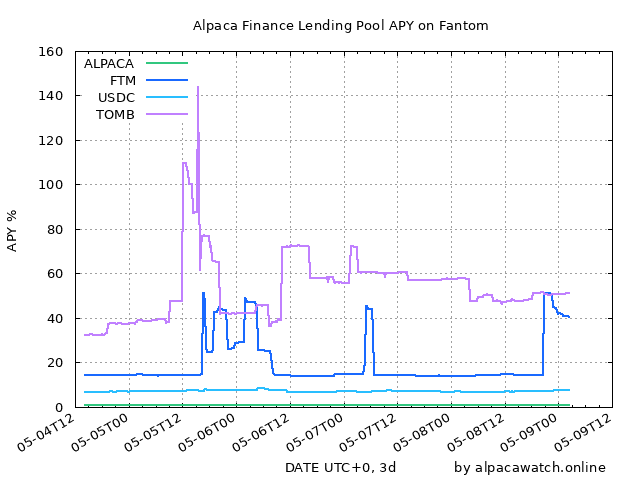 Alpaca Finance Lending Pool APY on Fantom
160
140
120
100
80
60
40
20
0
APY %
ALPACA
FTM
USDC
TOMB
05-04T12
05-05T00
05-05T12
05-06T00
05-06T12
05-07T00
05-07T12
05-08T00
05-08T12
05-09T00
05-09T12
DATE UTC+0, 3d
by alpacawatch.online